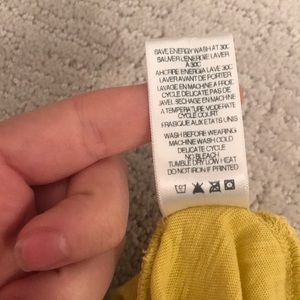 SAVE ENERGY WASH AT 30C
SAUVER L'ENERGIE LAVER
A 30C
AHORRE ENERGIA LAVE 30C
LAVER AVANT DE PORTER
LAVAGE EN MACHINE A FROID
CYCLE DELICATE PAS DE
JAVEL SECHAGE EN MACHINE
A TEMPERATURE MODERATE
CYCLE COURT
FRASIQUE AUX ETATS UNIS
WASH BEFORE WEARING
MACHINE WASH COLD
DELICATE CYCLE
NO BLEACH
TUMBLE DRY LOW HEAT
DO NOT IRON IF PRINTED